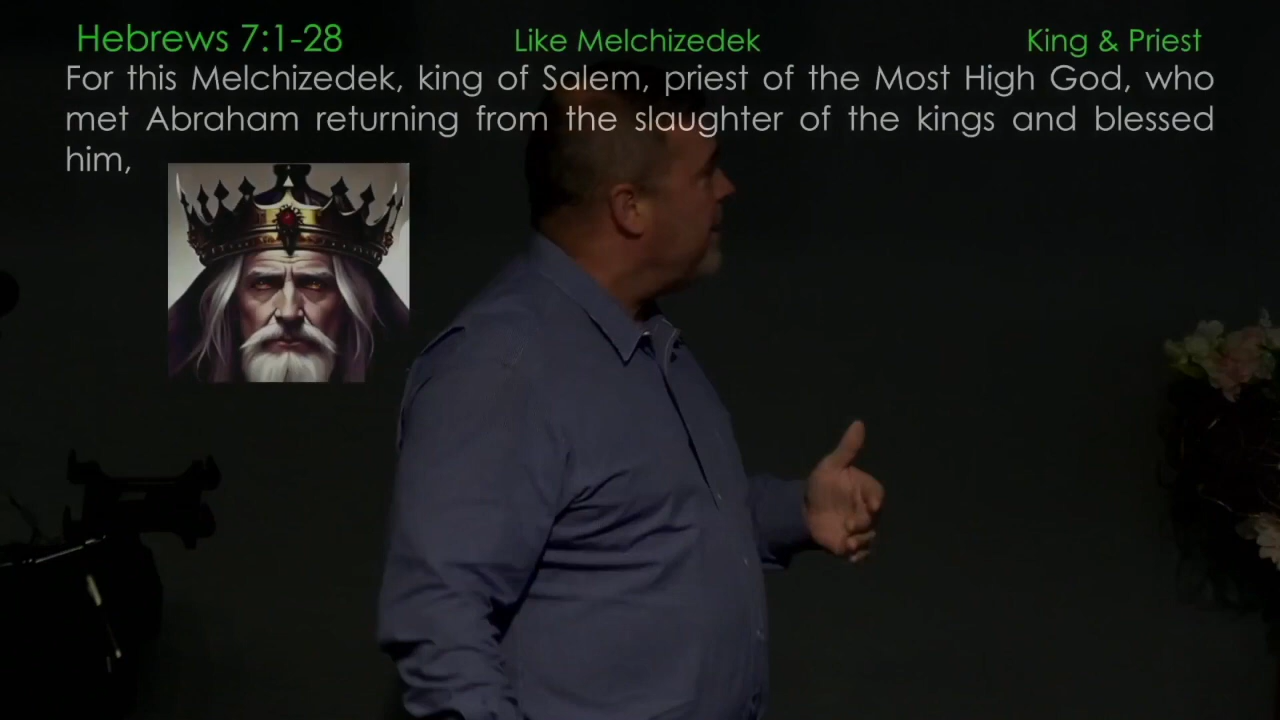 Hebrews 7:1-28 Like Melchizedek King & Priest
For this Melchizedek, king of Salem, priest of the Most High God, who
met Abraham returning from the slaughter of the kings and blessed
him,